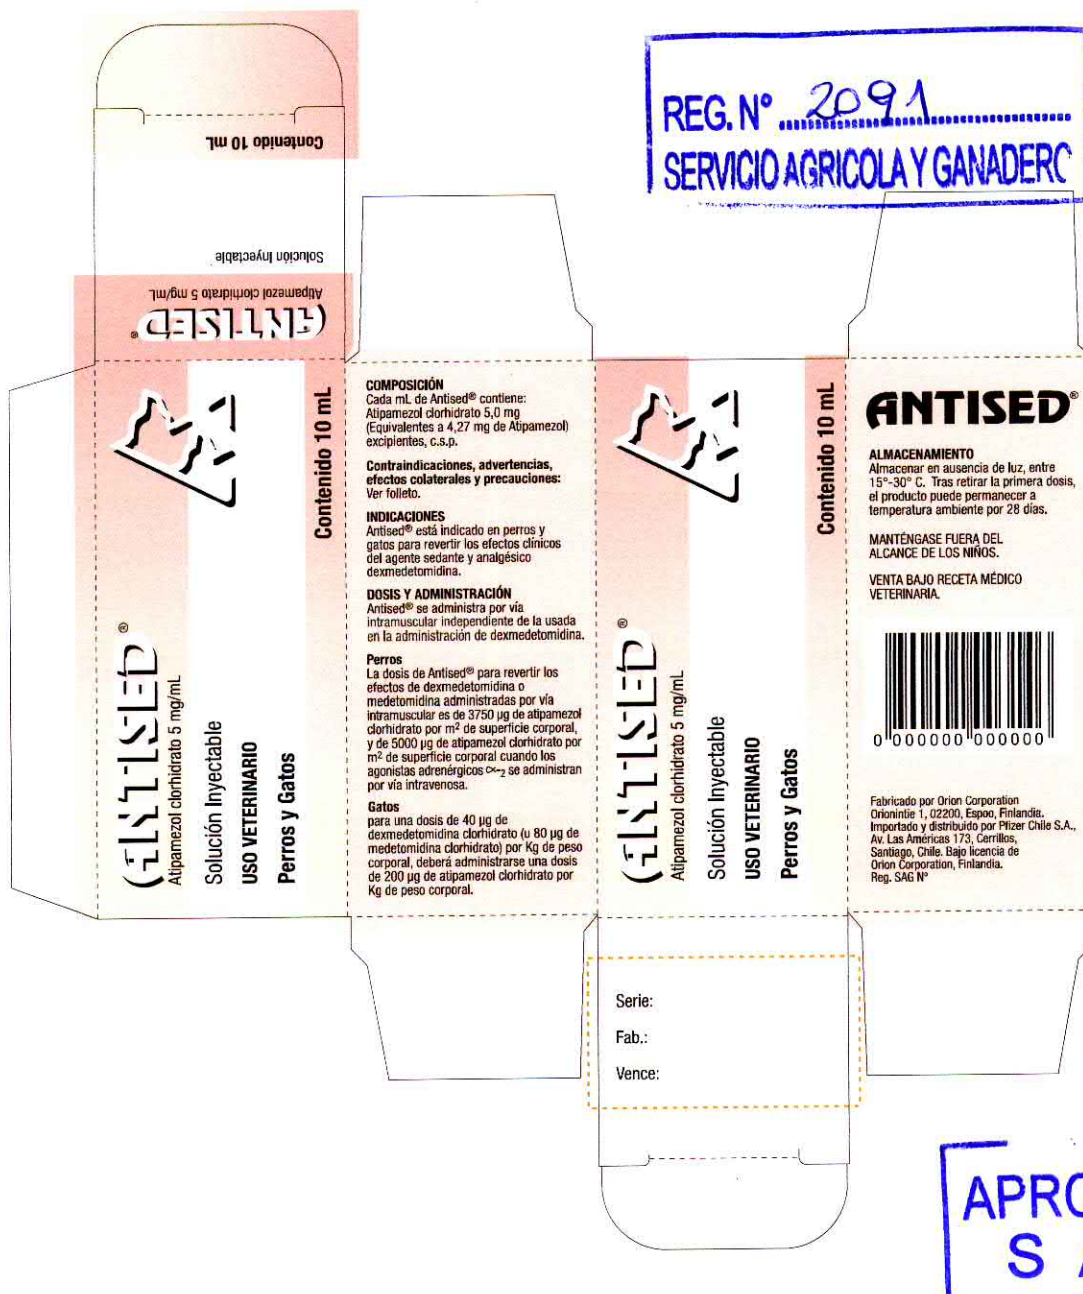 REG. N° 2091
SERVICIO AGRICOLA Y GANADERO
Contenido 10 mL
Solución Inyectable
Atipamezol clorhidrato 5 mg/mL
ANTISED®
ANTISED®
Atipamezol clorhidrato 5 mg/mL
Solución Inyectable
USO VETERINARIO
Perros y Gatos
Contenido 10 mL
COMPOSICIÓN
Cada mL de Antised® contiene:
Atipamezol clorhidrato 5,0 mg
(Equivalentes a 4,27 mg de Atipamezol)
excipientes, c.s.p.
Contraindicaciones, advertencias,
efectos colaterales y precauciones:
Ver folleto.
INDICACIONES
Antised® está indicado en perros y
gatos para revertir los efectos clínicos
del agente sedante y analgésico
dexmedetomidina.
DOSIS Y ADMINISTRACIÓN
Antised® se administra por vía
intramuscular independiente de la usada
en la administración de dexmedetomidina.
Perros
La dosis de Antised® para revertir los
efectos de dexmedetomidina o
medetomidina administradas por vía
intramuscular es de 3750 µg de atipamezol
clorhidrato por m² de superficie corporal,
y de 5000 µg de atipamezol clorhidrato por
m² de superficie corporal cuando los
agonistas adrenérgicos ∝-₂ se administran
por vía intravenosa.
Gatos
para una dosis de 40 µg de
dexmedetomidina clorhidrato (u 80 µg de
medetomidina clorhidrato) por Kg de peso
corporal, deberá administrarse una dosis
de 200 µg de atipamezol clorhidrato por
Kg de peso corporal.
ANTISED®
Atipamezol clorhidrato 5 mg/mL
Solución Inyectable
USO VETERINARIO
Perros y Gatos
Contenido 10 mL
ANTISED®
ALMACENAMIENTO
Almacenar en ausencia de luz, entre
15°-30° C. Tras retirar la primera dosis,
el producto puede permanecer a
temperatura ambiente por 28 días.
MANTÉNGASE FUERA DEL
ALCANCE DE LOS NIÑOS.
VENTA BAJO RECETA MÉDICO
VETERINARIA.
0 000000 000000
Fabricado por Orion Corporation
Orionintie 1, 02200, Espoo, Finlandia.
Importado y distribuido por Pfizer Chile S.A.,
Av. Las Américas 173, Cerrillos,
Santiago, Chile. Bajo licencia de
Orion Corporation, Finlandia.
Reg. SAG N°
Serie:
Fab.:
Vence:
APRO
S A